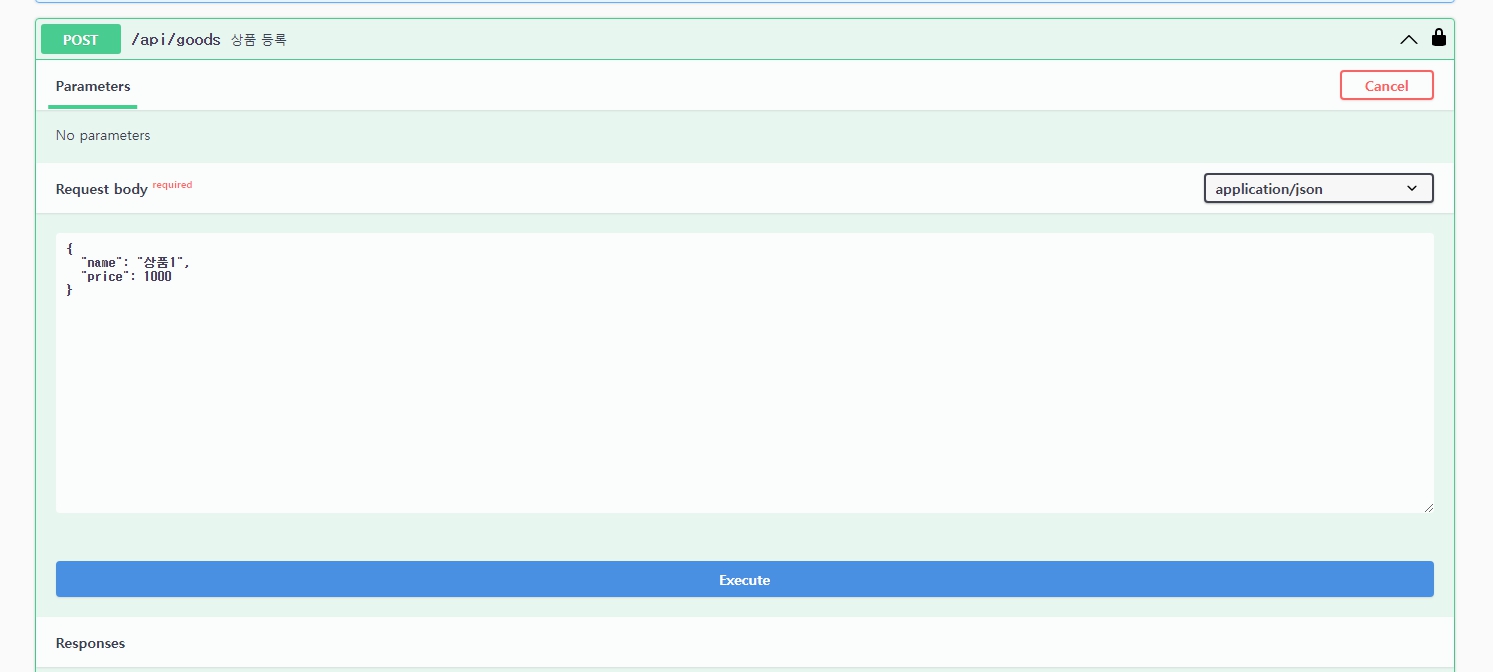 POST /api/goods 상품 등록
Parameters
Cancel
No parameters
Request body required
application/json
{
"name": "상품1",
"price": 1000
}
Execute
Responses